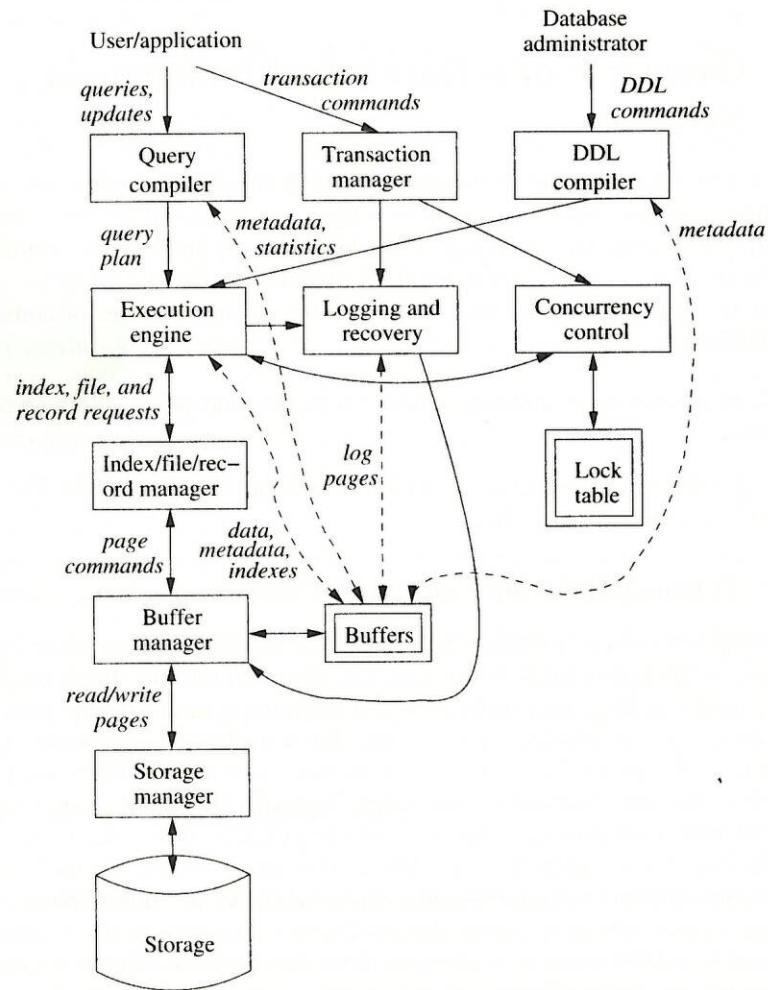 User/application
Database
administrator
queries,
updates
transaction
commands
DDL
commands
Query
compiler
Transaction
manager
DDL
compiler
query
plan
metadata,
statistics
metadata
Execution
engine
Logging and
recovery
Concurrency
control
index, file, and
record requests
Index/file/rec–
ord manager
log
pages
Lock
table
page
commands
data,
metadata,
indexes
Buffer
manager
Buffers
read/write
pages
Storage
manager
Storage